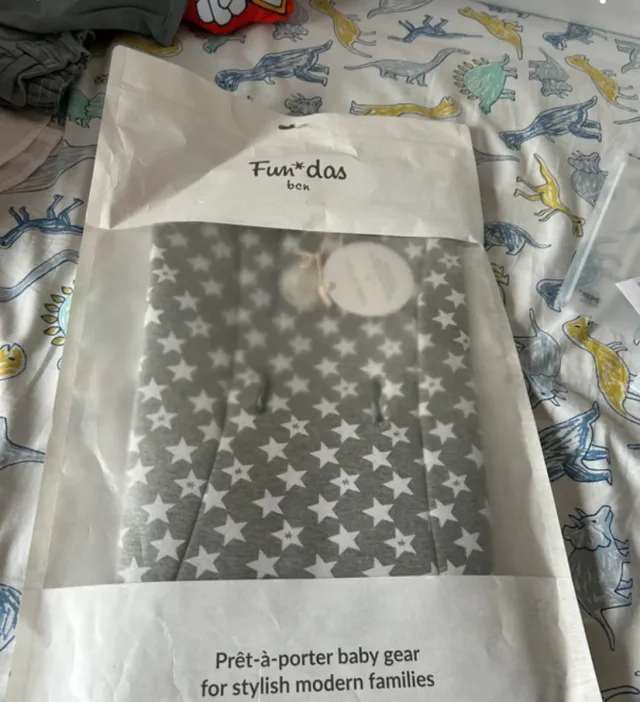 Fun*das
bcn
Prêt-à-porter baby gear
for stylish modern families